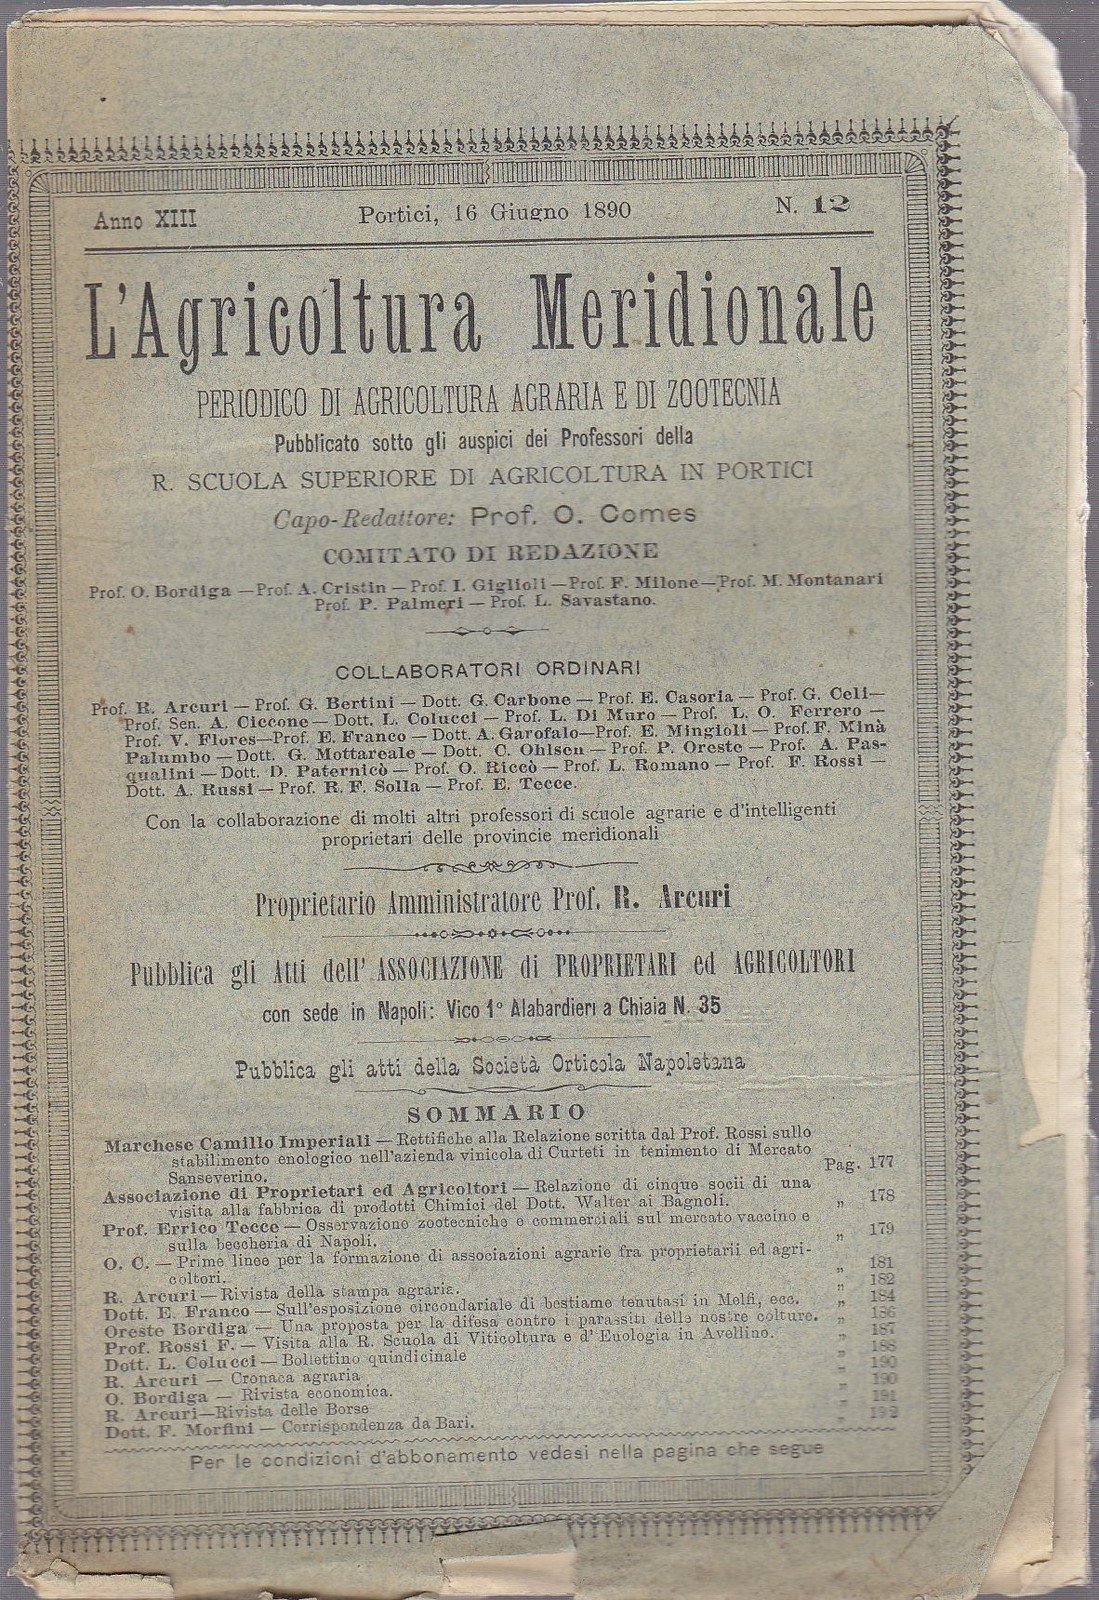 Anno XIII
Portici, 16 Giugno 1890
N. 12
L'Agricoltura Meridionale
PERIODICO DI AGRICOLTURA AGRARIA E DI ZOOTECNIA
Pubblicato sotto gli auspici dei Professori della
R. SCUOLA SUPERIORE DI AGRICOLTURA IN PORTICI
Capo-Redattore: Prof. O. Comes
COMITATO DI REDAZIONE
Prof. O. Bordiga — Prof. A. Cristin — Prof. I. Giglioli — Prof. F. Milone — Prof. M. Montanari
Prof. P. Palmeri — Prof. L. Savastano.
COLLABORATORI ORDINARI
Prof. R. Arcuri — Prof. G. Bertini — Dott. G. Carbone — Prof. E. Casoria — Prof. G. Celi —
Prof. Sen. A. Ciccone — Dott. L. Colucci — Prof. L. Di Muro — Prof. L. O. Ferrero —
Prof. V. Flores — Prof. E. Franco — Dott. A. Garofalo — Prof. E. Mingioli — Prof. F. Minà
Palumbo — Dott. G. Mottareale — Dott. C. Ohlsen — Prof. P. Oreste — Prof. A. Pas-
qualini — Dott. D. Paternicò — Prof. O. Riccò — Prof. L. Romano — Prof. F. Rossi —
Dott. A. Russi — Prof. R. F. Solla — Prof. E. Tecce.
Con la collaborazione di molti altri professori di scuole agrarie e d'intelligenti
proprietari delle provincie meridionali
Proprietario Amministratore Prof. R. Arcuri
Pubblica gli Atti dell' ASSOCIAZIONE di PROPRIETARI ed AGRICOLTORI
con sede in Napoli: Vico 1º Alabardieri a Chiaia N. 35
Pubblica gli atti della Società Orticola Napoletana
SOMMARIO
Marchese Camillo Imperiali — Rettifiche alla Relazione scritta dal Prof. Rossi sullo
stabilimento enologico nell'azienda vinicola di Curteti in tenimento di Mercato
Sanseverino. Pag. 177
Associazione di Proprietari ed Agricoltori — Relazione di cinque socii di una
visita alla fabbrica di prodotti Chimici del Dott. Walter ai Bagnoli. „ 178
Prof. Errico Tecce — Osservazione zootecniche e commerciali sul mercato vaccino e
sulla beccheria di Napoli. „ 179
O. C. — Prime linee per la formazione di associazioni agrarie fra proprietarii ed agri-
coltori. „ 181
R. Arcuri — Rivista della stampa agraria. „ 182
Dott. E. Franco — Sull'esposizione circondariale di bestiame tenutasi in Melfi, ecc. „ 184
Oreste Bordiga — Una proposta per la difesa contro i parassiti delle nostre colture. „ 186
Prof. Rossi F. — Visita alla R. Scuola di Viticoltura e d' Enologia in Avellino. „ 187
Dott. L. Colucci — Bollettino quindicinale „ 188
R. Arcuri — Cronaca agraria „ 190
O. Bordiga — Rivista economica. „ 190
R. Arcuri — Rivista delle Borse „ 191
Dott. F. Morfini — Corrispondenza da Bari. „ 192
Per le condizioni d'abbonamento vedasi nella pagina che segue